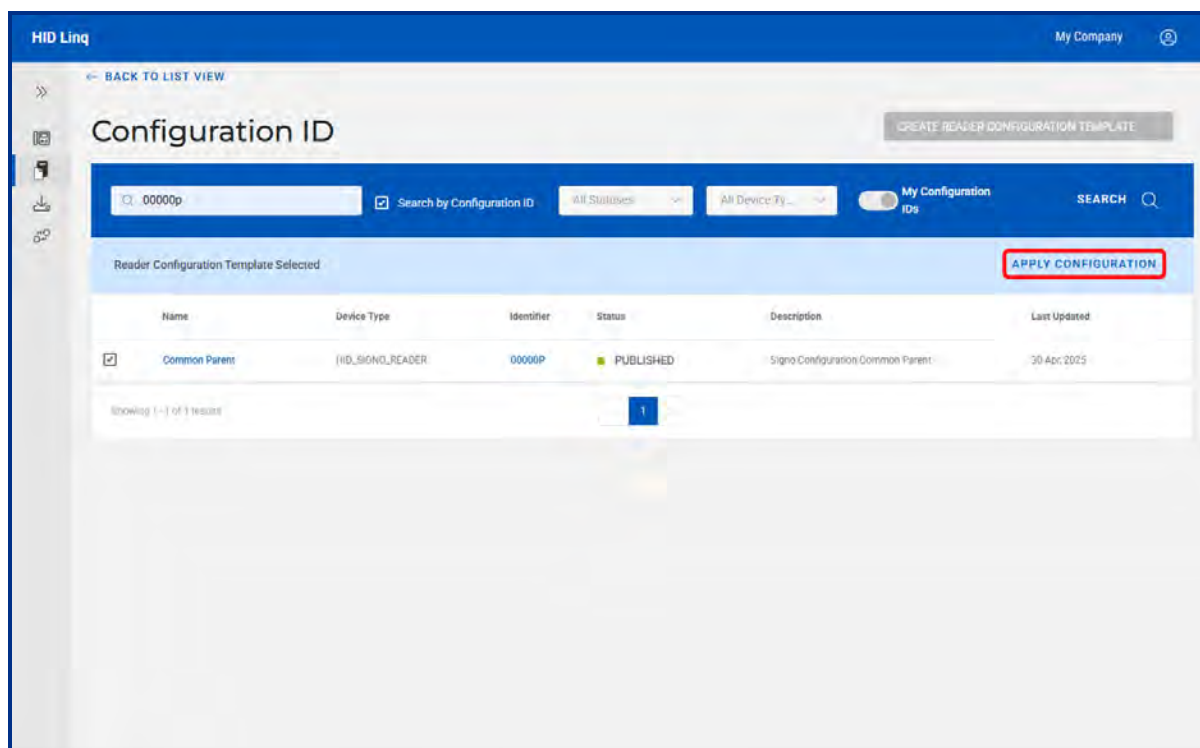 HID Linq
My Company
← BACK TO LIST VIEW
Configuration ID
CREATE READER CONFIGURATION TEMPLATE
00000p
Search by Configuration ID
All Statuses
All Device Ty...
My Configuration
IDs
SEARCH
Reader Configuration Template Selected
APPLY CONFIGURATION
Name Device Type Identifier Status Description Last Updated
Common Parent HID_SIGNO_READER 00000P PUBLISHED Signo Configuration Common Parent 30 Apr, 2025
Showing 1-1 of 1 results
1